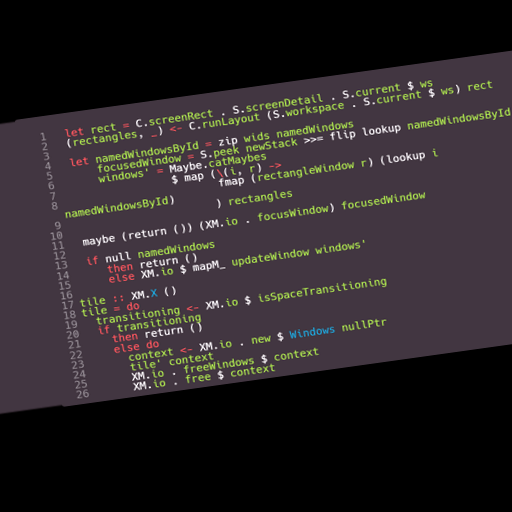 1 let rect = C.screenRect . S.screenDetail . S.current $ ws
2 (rectangles, _) <- C.runLayout (S.workspace . S.current $ ws) rect
3
4 let namedWindowsById = zip wids namedWindows
5 focusedWindow = S.peek newStack >>= flip lookup namedWindowsById
6 windows' = Maybe.catMaybes
7 $ map (\(i, r) ->
8 fmap (rectangleWindow r) (lookup i
namedWindowsById)
9 ) rectangles
10
11 maybe (return ()) (XM.io . focusWindow) focusedWindow
12
13 if null namedWindows
14 then return ()
15 else XM.io $ mapM_ updateWindow windows'
16
17 tile :: XM.X ()
18 tile = do
19 transitioning <- XM.io $ isSpaceTransitioning
20 if transitioning
21 then return ()
22 else do
23 context <- XM.io . new $ Windows nullPtr
24 tile' context
25 XM.io . freeWindows $ context
26 XM.io . free $ context